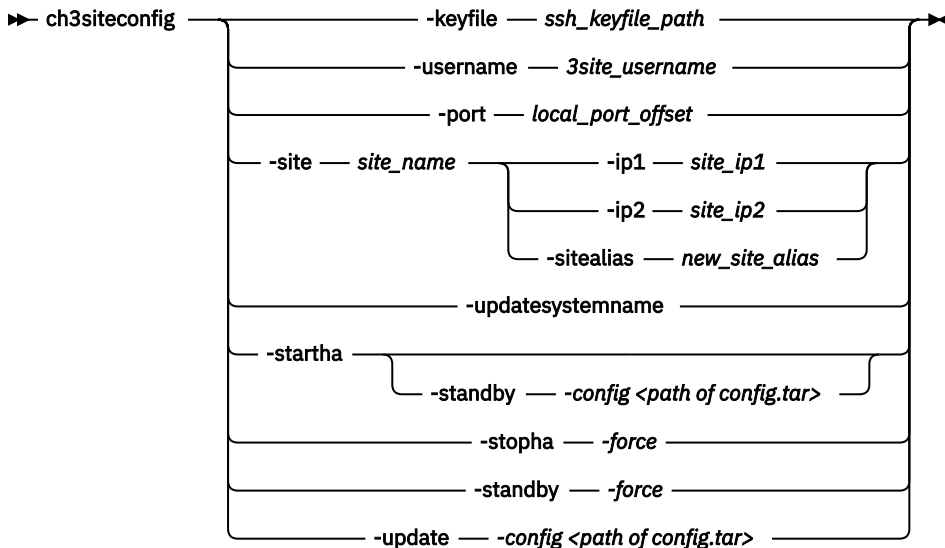 ch3siteconfig -keyfile ssh_keyfile_path
-username 3site_username
-port local_port_offset
-site site_name -ip1 site_ip1
-ip2 site_ip2
-sitealias new_site_alias
-updatesystemname
-startha
-standby -config <path of config.tar>
-stopha -force
-standby -force
-update -config <path of config.tar>